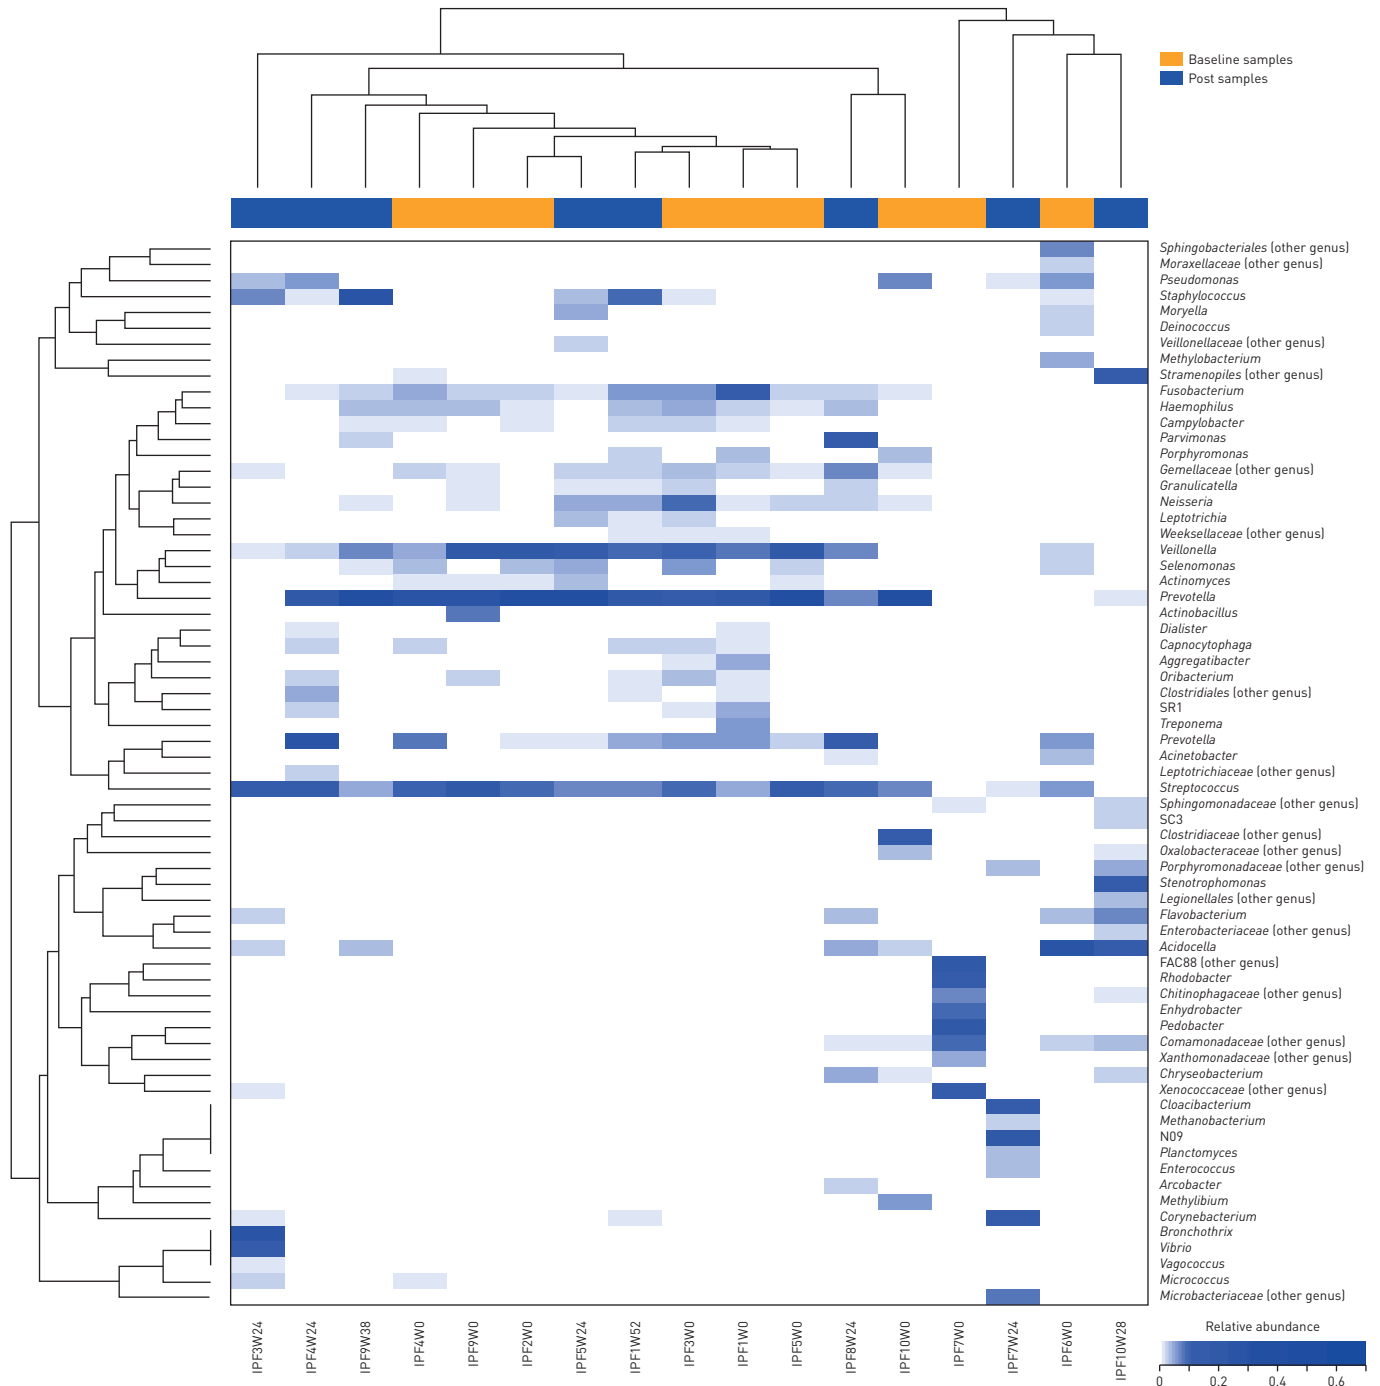 Baseline samples
Post samples
Sphingobacteriales (other genus)
Moraxellaceae (other genus)
Pseudomonas
Staphylococcus
Moryella
Deinococcus
Veillonellaceae (other genus)
Methylobacterium
Stramenopiles (other genus)
Fusobacterium
Haemophilus
Campylobacter
Parvimonas
Porphyromonas
Gemellaceae (other genus)
Granulicatella
Neisseria
Leptotrichia
Weeksellaceae (other genus)
Veillonella
Selenomonas
Actinomyces
Prevotella
Actinobacillus
Dialister
Capnocytophaga
Aggregatibacter
Oribacterium
Clostridiales (other genus)
SR1
Treponema
Prevotella
Acinetobacter
Leptotrichiaceae (other genus)
Streptococcus
Sphingomonadaceae (other genus)
SC3
Clostridiaceae (other genus)
Oxalobacteraceae (other genus)
Porphyromonadaceae (other genus)
Stenotrophomonas
Legionellales (other genus)
Flavobacterium
Enterobacteriaceae (other genus)
Acidocella
FAC88 (other genus)
Rhodobacter
Chitinophagaceae (other genus)
Enhydrobacter
Pedobacter
Comamonadaceae (other genus)
Xanthomonadaceae (other genus)
Chryseobacterium
Xenococcaceae (other genus)
Cloacibacterium
Methanobacterium
N09
Planctomyces
Enterococcus
Arcobacter
Methylibium
Corynebacterium
Bronchothrix
Vibrio
Vagococcus
Micrococcus
Microbacteriaceae (other genus)
IPF3W24
IPF4W24
IPF9W38
IPF4W0
IPF9W0
IPF2W0
IPF5W24
IPF1W52
IPF3W0
IPF1W0
IPF5W0
IPF8W24
IPF10W0
IPF7W0
IPF7W24
IPF6W0
IPF10W28
Relative abundance
0 0.2 0.4 0.6